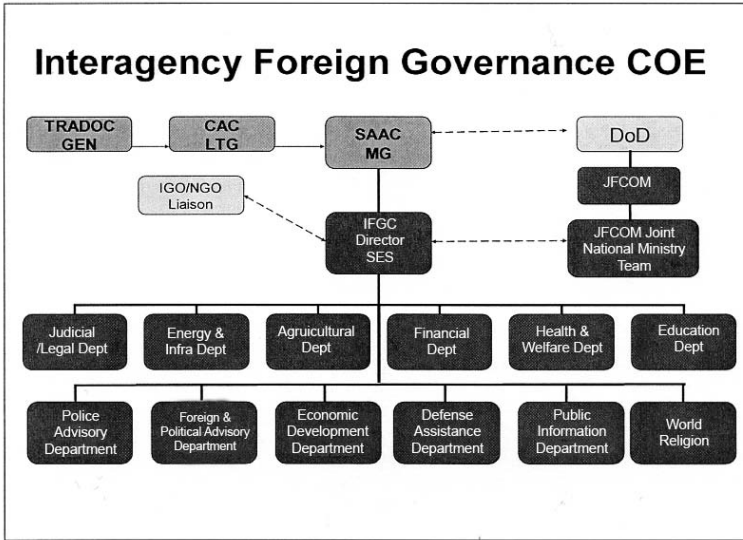 Interagency Foreign Governance COE
TRADOC
GEN
CAC
LTG
SAAC
MG
DoD
IGO/NGO
Liaison
JFCOM
IFGC
Director
SES
JFCOM Joint
National Ministry
Team
Judicial
/Legal Dept
Energy &
Infra Dept
Agruicultural
Dept
Financial
Dept
Health &
Welfare Dept
Education
Dept
Police
Advisory
Department
Foreign &
Political Advisory
Department
Economic
Development
Department
Defense
Assistance
Department
Public
Information
Department
World
Religion